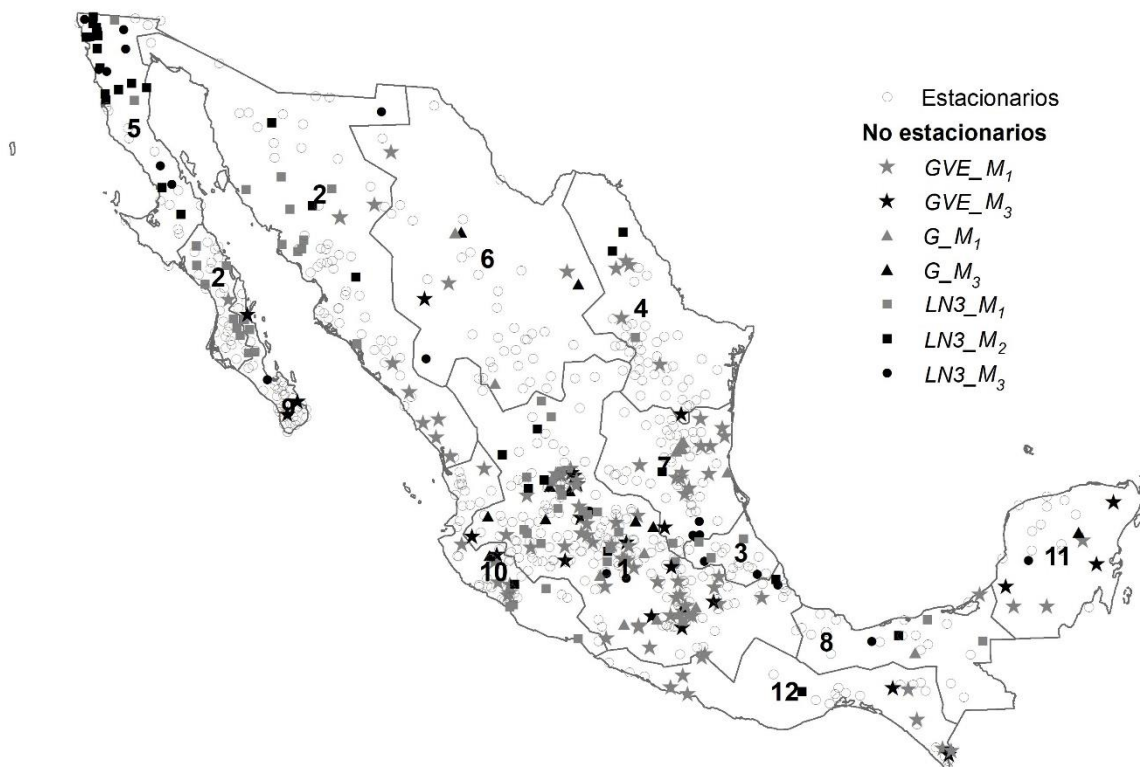 Estacionarios
No estacionarios
GVE_M1
GVE_M3
G_M1
G_M3
LN3_M1
LN3_M2
LN3_M3
5
2
6
4
2
9
7
3
10
1
11
8
12